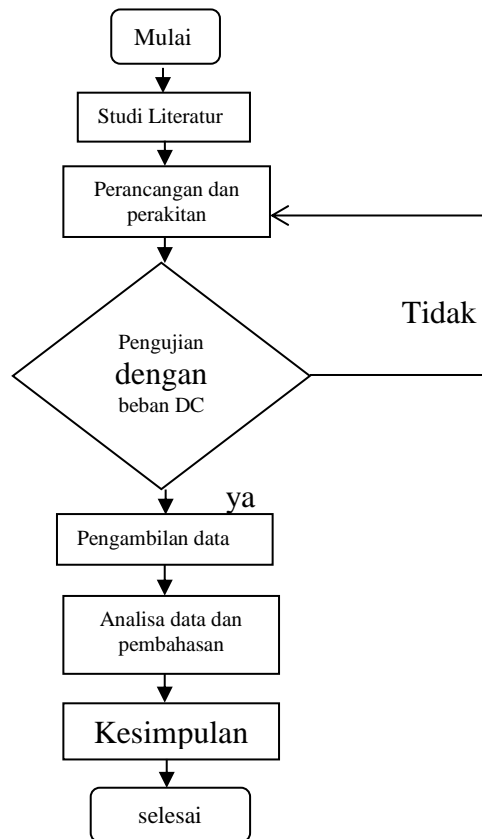 Mulai
Studi Literatur
Perancangan dan
perakitan
Tidak
Pengujian
dengan
beban DC
ya
Pengambilan data
Analisa data dan
pembahasan
Kesimpulan
selesai